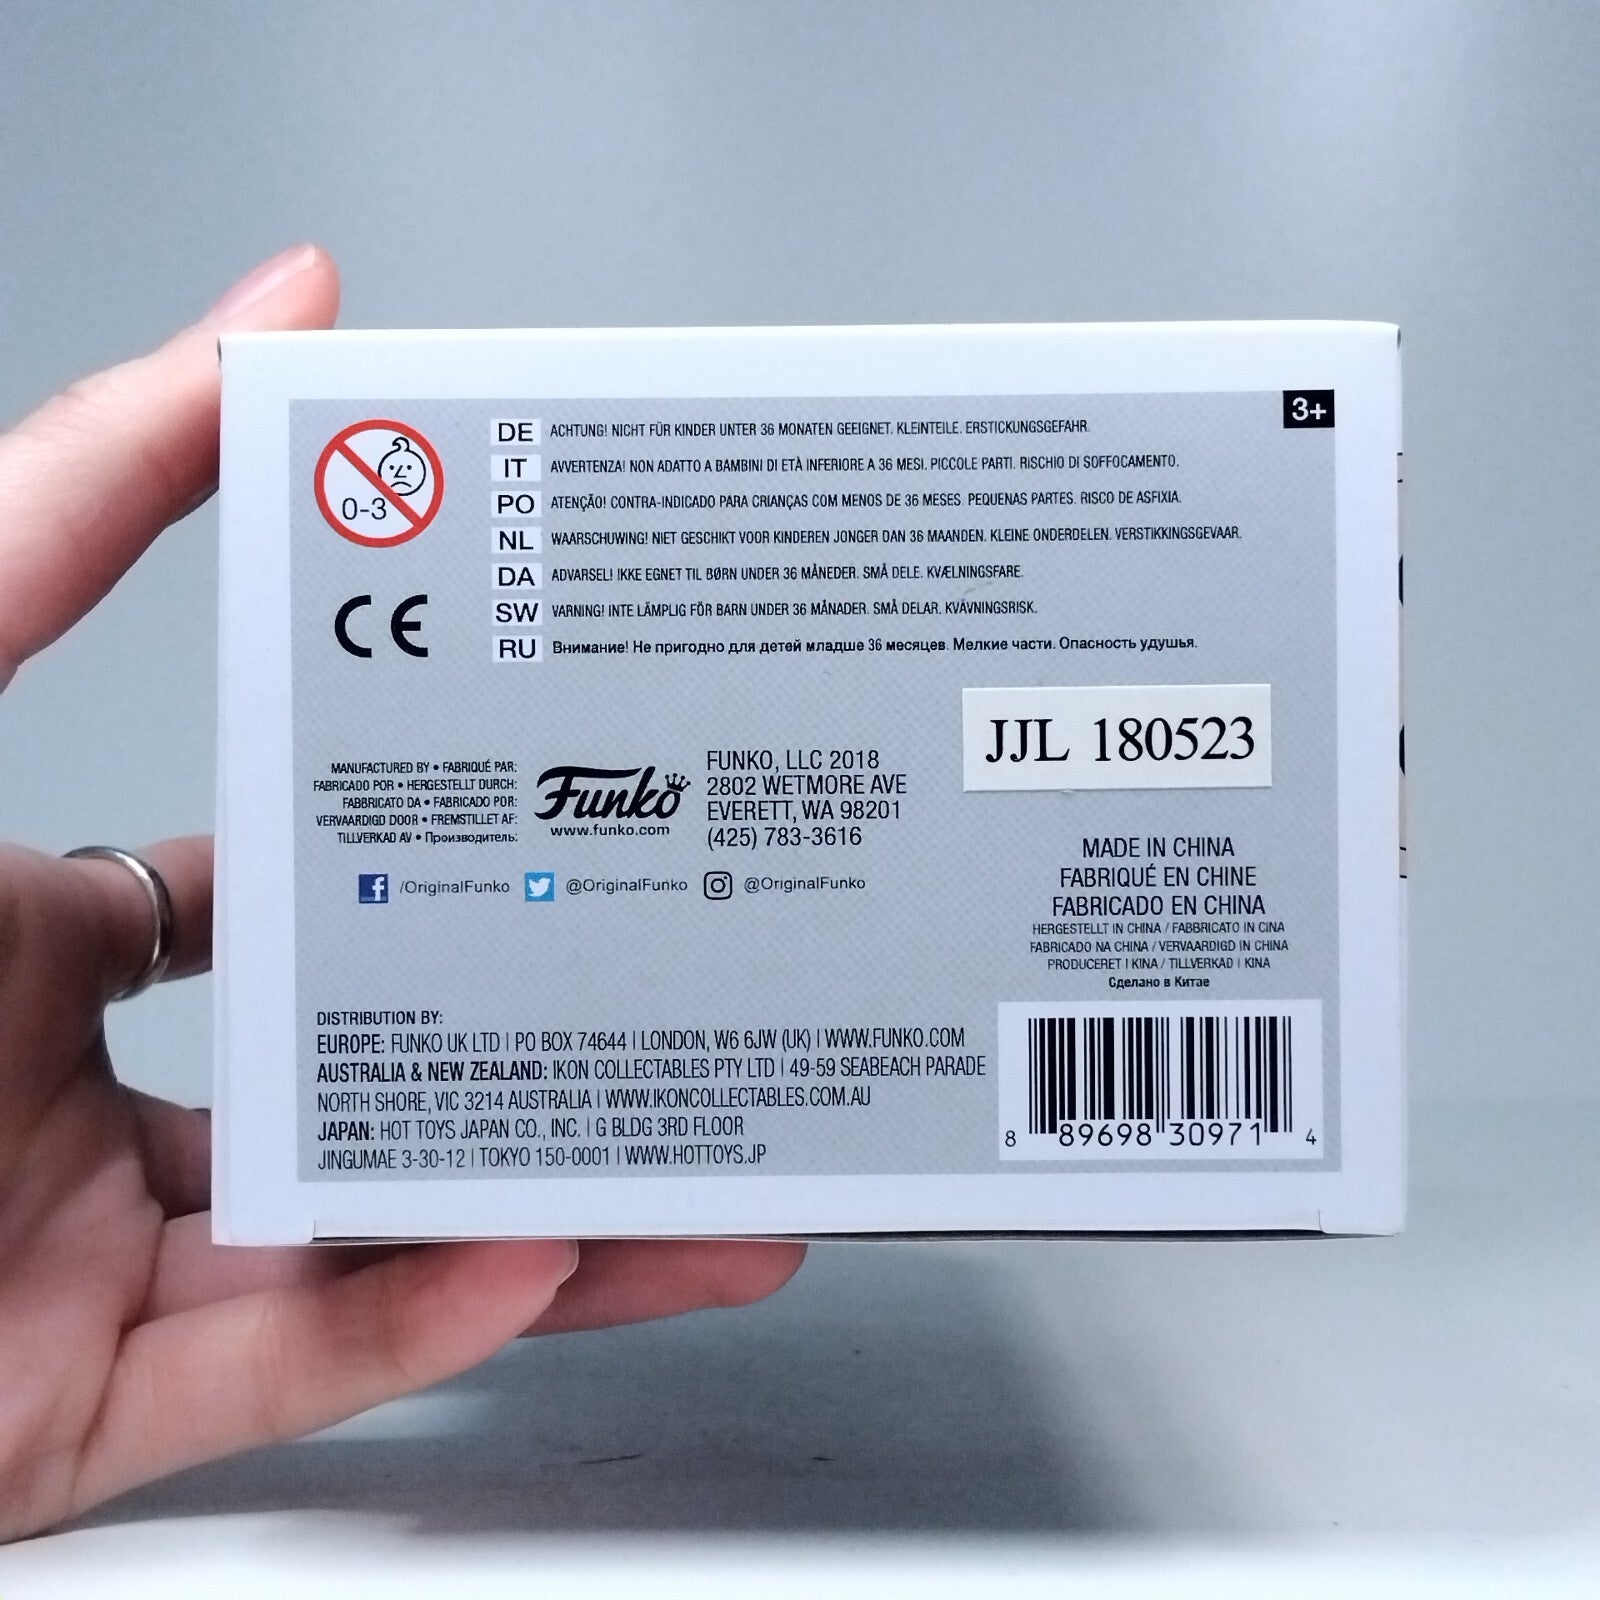 3+
0-3
DE ACHTUNG! NICHT FÜR KINDER UNTER 36 MONATEN GEEIGNET. KLEINTEILE. ERSTICKUNGSGEFAHR.
IT AVVERTENZA! NON ADATTO A BAMBINI DI ETÀ INFERIORE A 36 MESI. PICCOLE PARTI. RISCHIO DI SOFFOCAMENTO.
PO ATENÇÃO! CONTRA-INDICADO PARA CRIANÇAS COM MENOS DE 36 MESES. PEQUENAS PARTES. RISCO DE ASFIXIA.
NL WAARSCHUWING! NIET GESCHIKT VOOR KINDEREN JONGER DAN 36 MAANDEN. KLEINE ONDERDELEN. VERSTIKKINGSGEVAAR.
DA ADVARSEL! IKKE EGNET TIL BØRN UNDER 36 MÅNEDER. SMÅ DELE. KVÆLNINGSFARE.
SW VARNING! INTE LÄMPLIG FÖR BARN UNDER 36 MÅNADER. SMÅ DELAR. KVÄVNINGSRISK.
RU Внимание! Не пригодно для детей младше 36 месяцев. Мелкие части. Опасность удушья.
CE
JJL 180523
MANUFACTURED BY • FABRIQUÉ PAR:
FABRICADO POR • HERGESTELLT DURCH:
FABBRICATO DA • FABRICADO POR:
VERVAARDIGD DOOR • FREMSTILLET AF:
TILLVERKAD AV • Производитель:
Funko
www.funko.com
FUNKO, LLC 2018
2802 WETMORE AVE
EVERETT, WA 98201
(425) 783-3616
/OriginalFunko @OriginalFunko @OriginalFunko
MADE IN CHINA
FABRIQUÉ EN CHINE
FABRICADO EN CHINA
HERGESTELLT IN CHINA / FABBRICATO IN CINA
FABRICADO NA CHINA / VERVAARDIGD IN CHINA
PRODUCERET I KINA / TILLVERKAD I KINA
Сделано в Китае
DISTRIBUTION BY:
EUROPE: FUNKO UK LTD | PO BOX 74644 | LONDON, W6 6JW (UK) | WWW.FUNKO.COM
AUSTRALIA & NEW ZEALAND: IKON COLLECTABLES PTY LTD | 49-59 SEABEACH PARADE
NORTH SHORE, VIC 3214 AUSTRALIA | WWW.IKONCOLLECTABLES.COM.AU
JAPAN: HOT TOYS JAPAN CO., INC. | G BLDG 3RD FLOOR
JINGUMAE 3-30-12 | TOKYO 150-0001 | WWW.HOTTOYS.JP
8 89698 30971 4